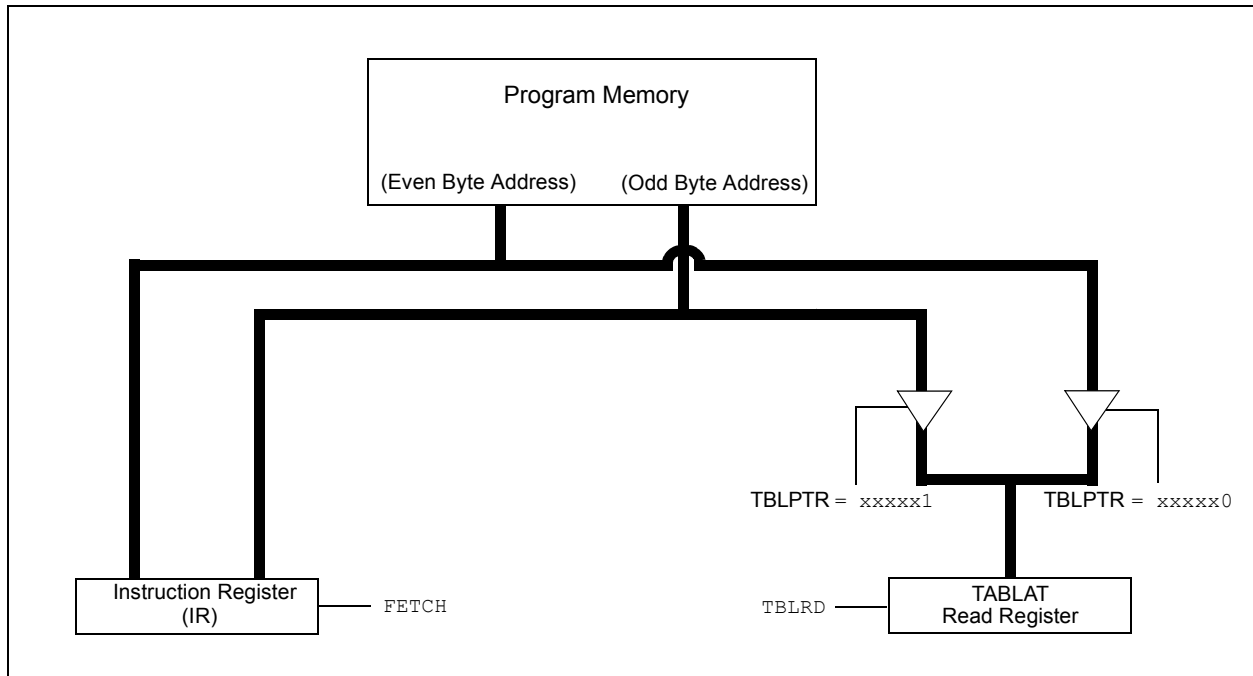 Program Memory
(Even Byte Address)
(Odd Byte Address)
TBLPTR = xxxxx1
TBLPTR = xxxxx0
Instruction Register
(IR)
FETCH
TBLRD
TABLAT
Read Register